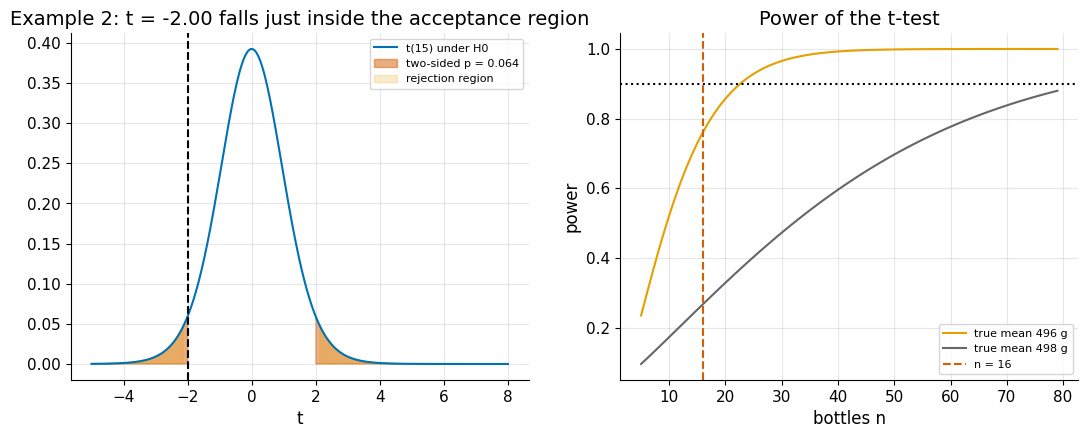 Example 2: t = -2.00 falls just inside the acceptance region
t(15) under H0
two-sided p = 0.064
rejection region
0.40
0.35
0.30
0.25
0.20
0.15
0.10
0.05
0.00
−4
−2
0
2
4
6
8
t
Power of the t-test
power
1.0
0.8
0.6
0.4
0.2
true mean 496 g
true mean 498 g
n = 16
10
20
30
40
50
60
70
80
bottles n